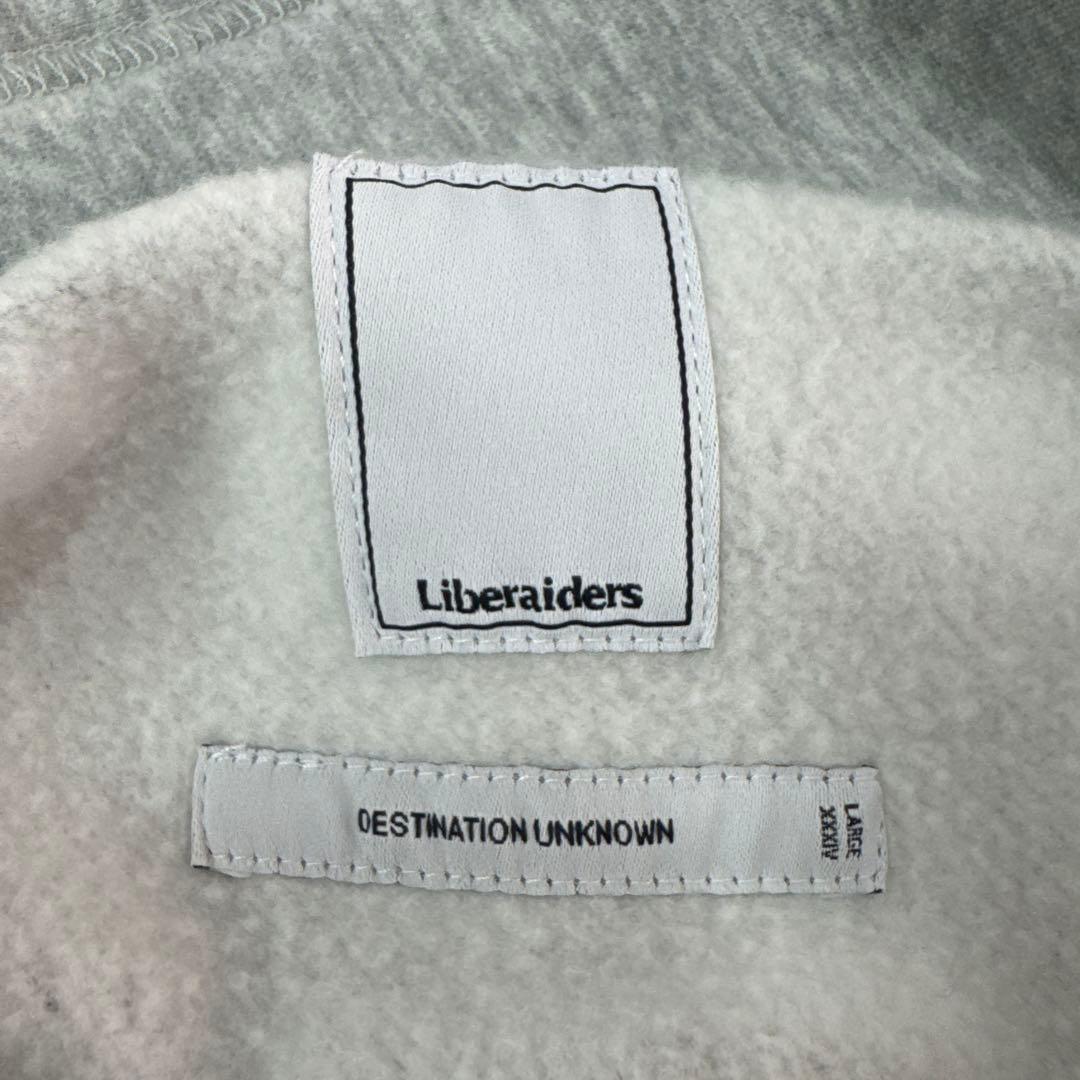 Liberaiders
DESTINATION UNKNOWN
LARGE
XXXIV